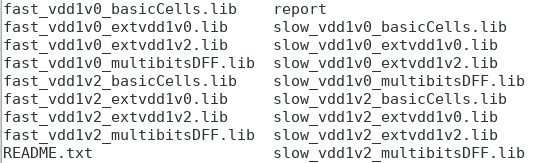 fast_vdd1v0_basicCells.lib report
fast_vdd1v0_extvdd1v0.lib slow_vdd1v0_basicCells.lib
fast_vdd1v0_extvdd1v2.lib slow_vdd1v0_extvdd1v0.lib
fast_vdd1v0_multibitsDFF.lib slow_vdd1v0_extvdd1v2.lib
fast_vdd1v2_basicCells.lib slow_vdd1v0_multibitsDFF.lib
fast_vdd1v2_extvdd1v0.lib slow_vdd1v2_basicCells.lib
fast_vdd1v2_extvdd1v2.lib slow_vdd1v2_extvdd1v0.lib
fast_vdd1v2_multibitsDFF.lib slow_vdd1v2_extvdd1v2.lib
README.txt slow_vdd1v2_multibitsDFF.lib